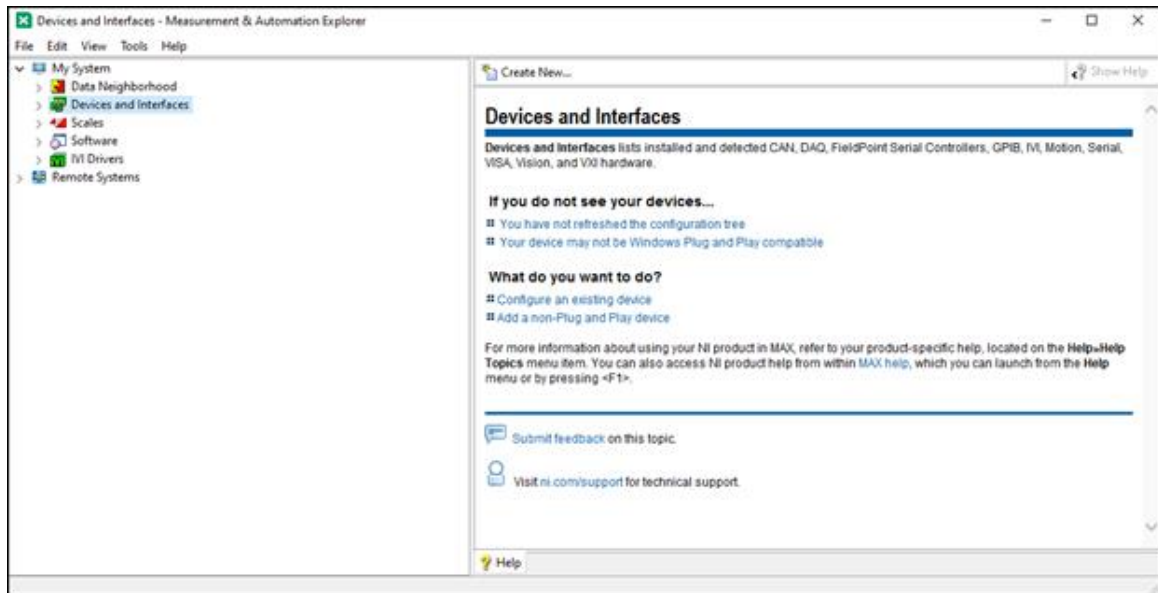 Devices and Interfaces - Measurement & Automation Explorer
File Edit View Tools Help
My System
Data Neighborhood
Devices and Interfaces
Scales
Software
IVI Drivers
Remote Systems
Create New...
Show Help
Devices and Interfaces
Devices and Interfaces lists installed and detected CAN, DAQ, FieldPoint Serial Controllers, GPIB, IVI, Motion, Serial,
VISA, Vision, and VXI hardware.
If you do not see your devices...
You have not refreshed the configuration tree
Your device may not be Windows Plug and Play compatible
What do you want to do?
Configure an existing device
Add a non-Plug and Play device
For more information about using your NI product in MAX, refer to your product-specific help, located on the Help»Help
Topics menu item. You can also access NI product help from within MAX help, which you can launch from the Help
menu or by pressing <F1>.
Submit feedback on this topic.
Visit ni.com/support for technical support.
Help